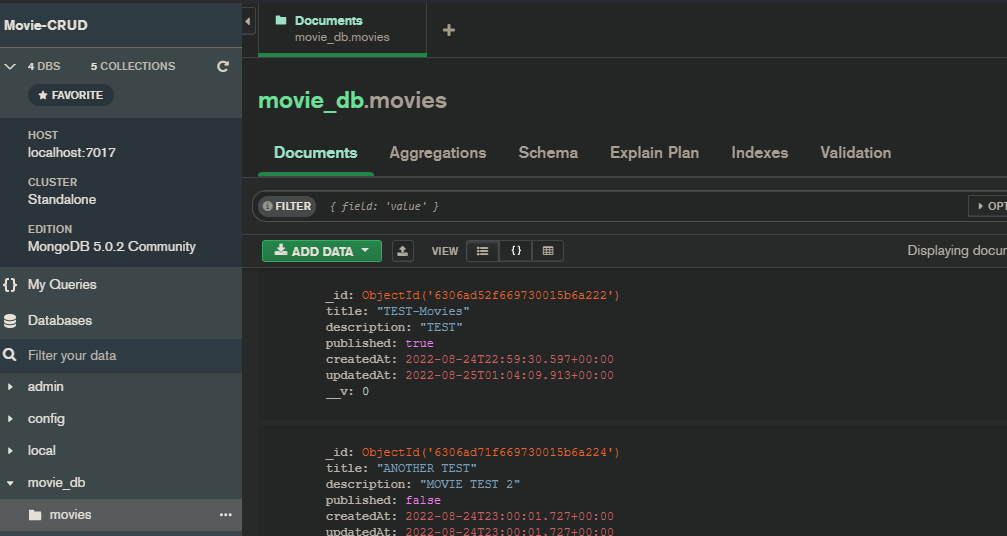 Movie-CRUD
4 DBS 5 COLLECTIONS
FAVORITE
HOST
localhost:7017
CLUSTER
Standalone
EDITION
MongoDB 5.0.2 Community
{} My Queries
Databases
Filter your data
admin
config
local
movie_db
movies
Documents
movie_db.movies
movie_db.movies
Documents Aggregations Schema Explain Plan Indexes Validation
FILTER { field: 'value' }
OPT
ADD DATA VIEW {}
Displaying docu
_id: ObjectId('6306ad52f669730015b6a222')
title: "TEST-Movies"
description: "TEST"
published: true
createdAt: 2022-08-24T22:59:30.597+00:00
updatedAt: 2022-08-25T01:04:09.913+00:00
__v: 0
_id: ObjectId('6306ad71f669730015b6a224')
title: "ANOTHER TEST"
description: "MOVIE TEST 2"
published: false
createdAt: 2022-08-24T23:00:01.727+00:00
updatedAt: 2022-08-24T23:00:01.727+00:00